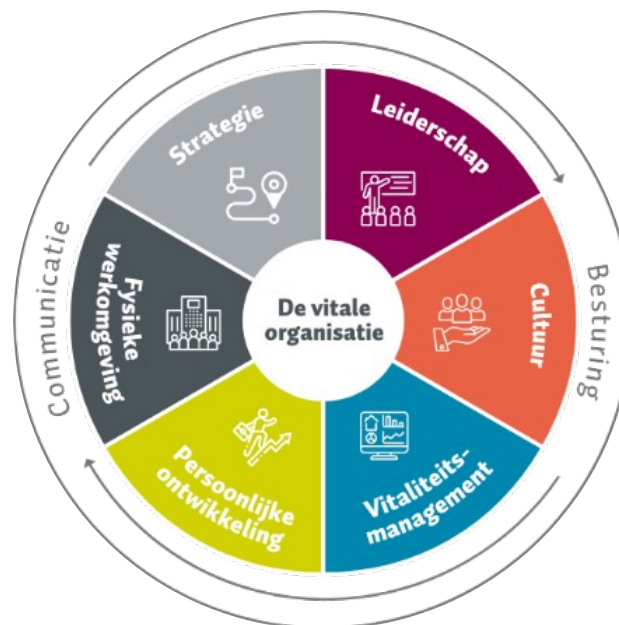 Strategie
Leiderschap
Cultuur
Vitaliteits-
management
Persoonlijke
ontwikkeling
Fysieke
werkomgeving
De vitale
organisatie
Communicatie
Besturing